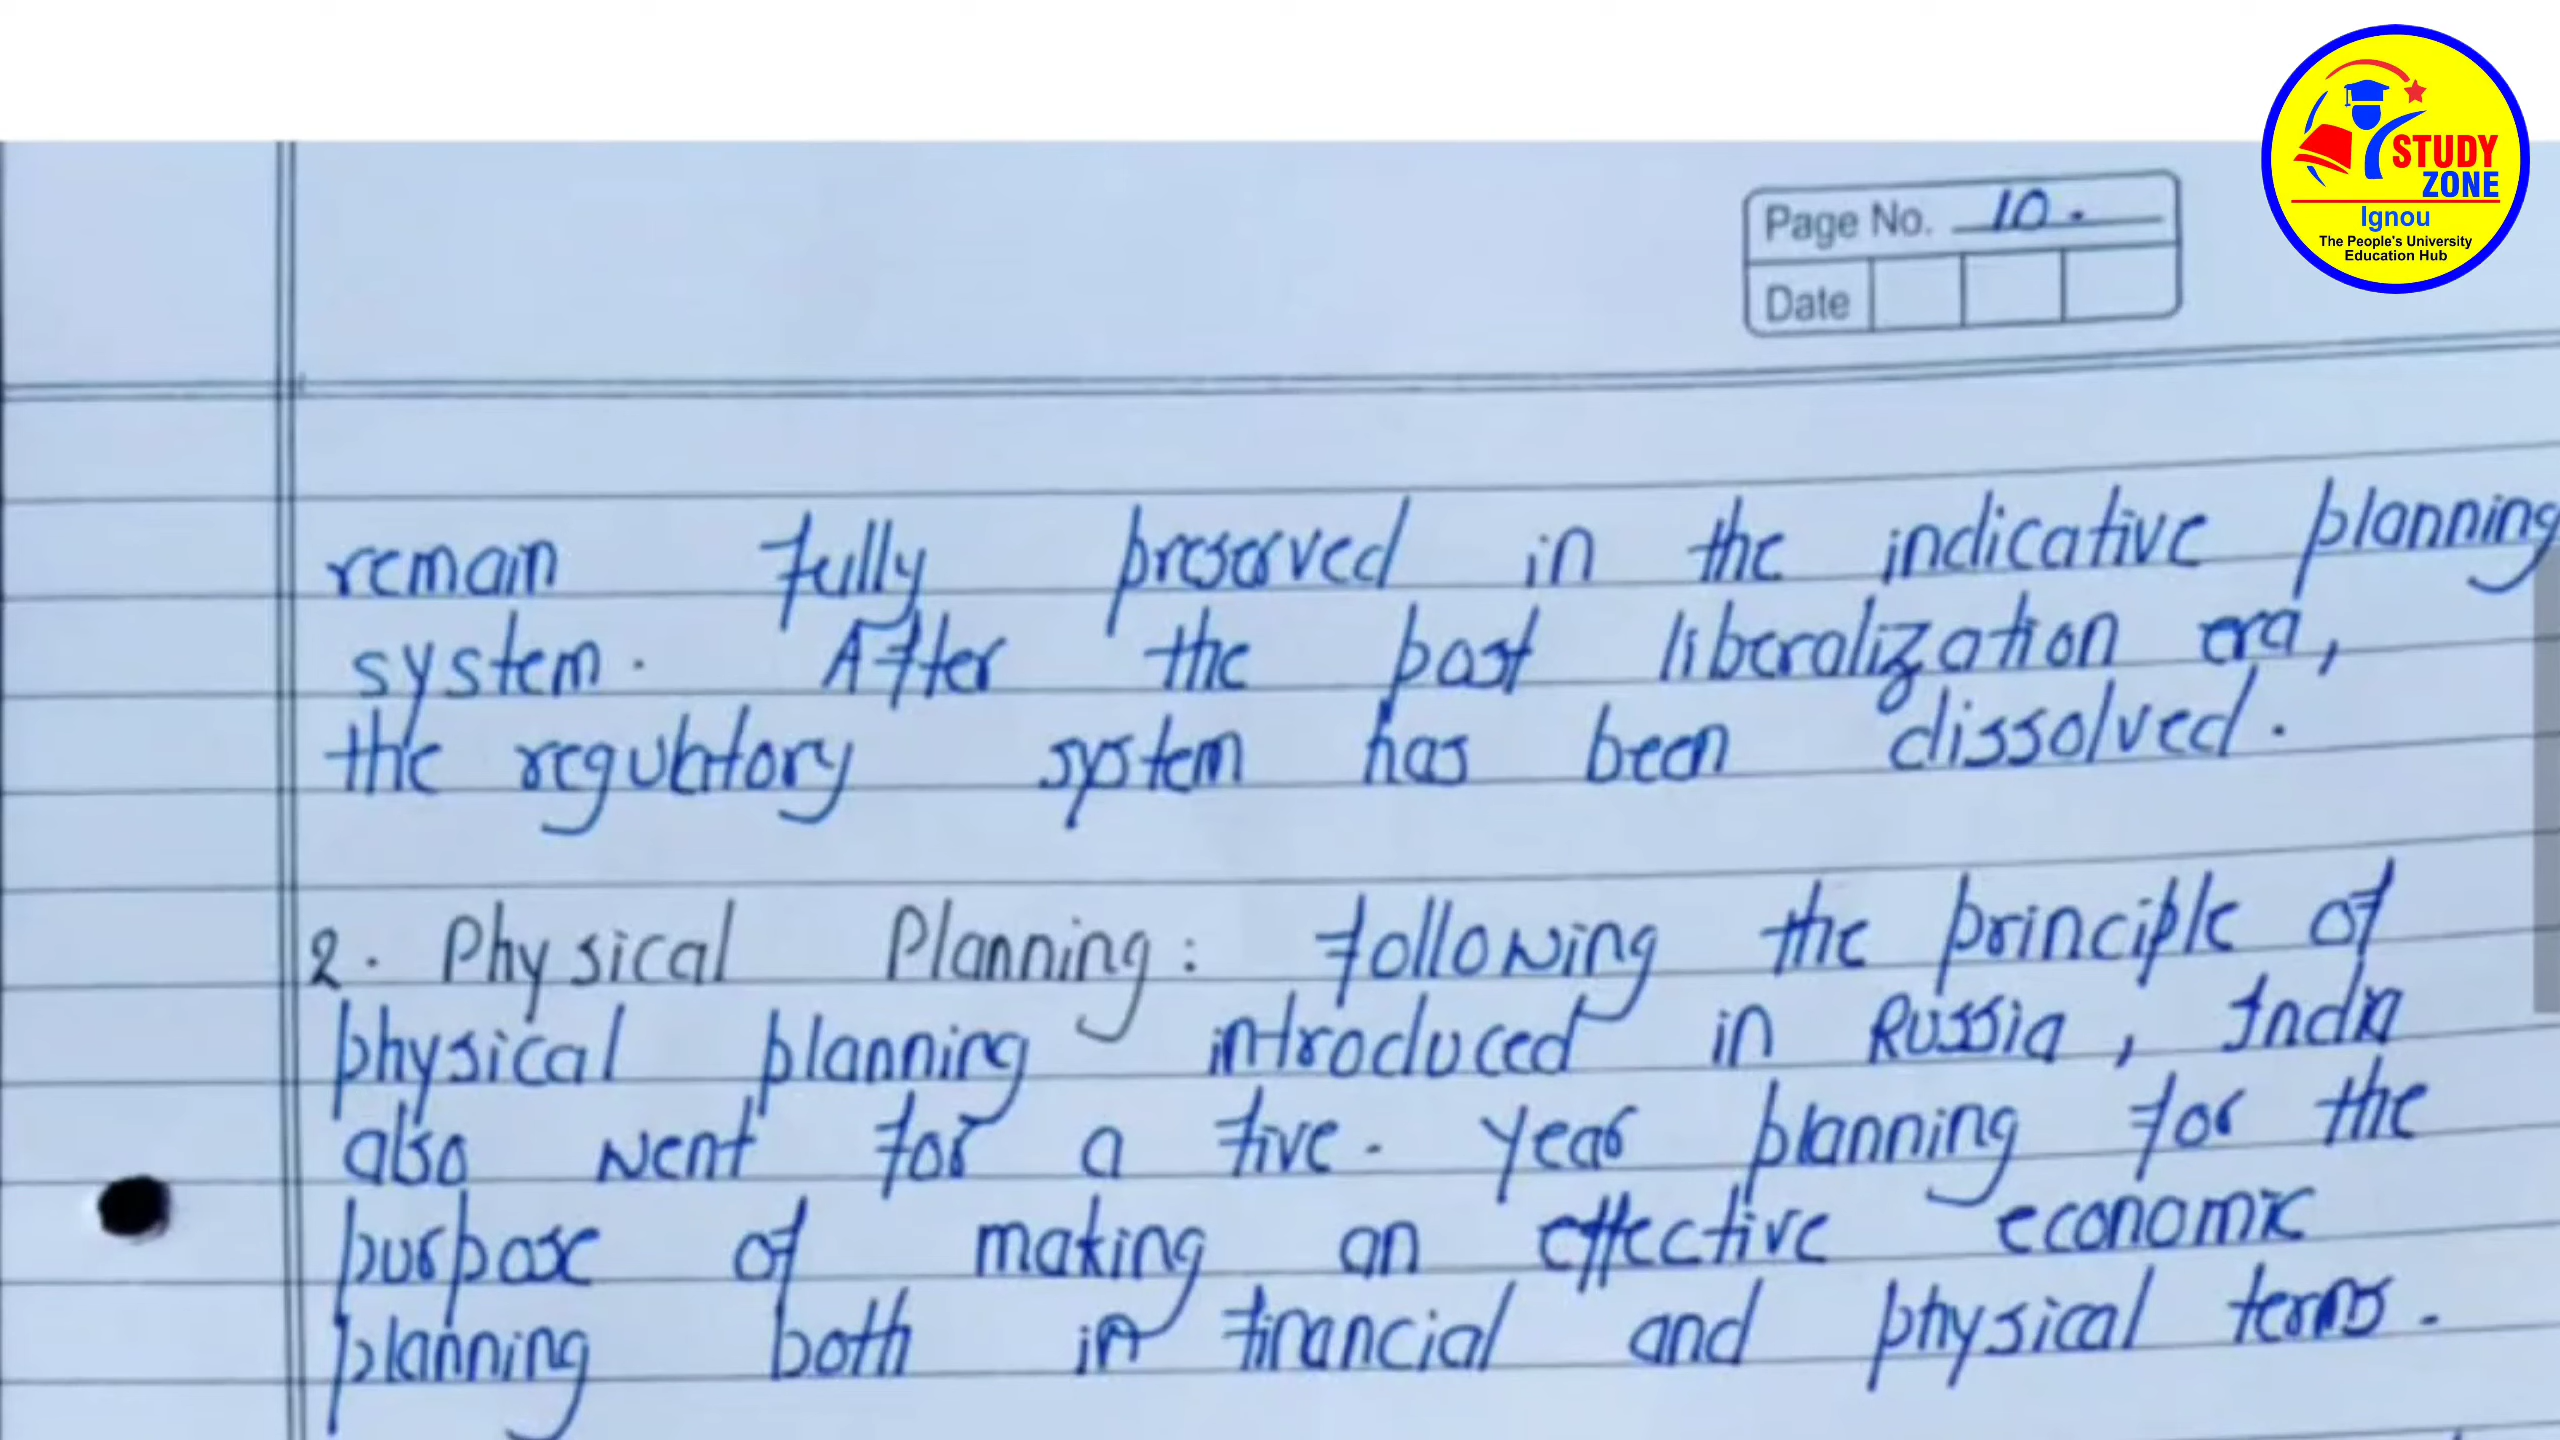 STUDY
ZONE
Ignou
The People's University
Education Hub
Page No. 10.
Date
remain fully preserved in the indicative planning
system. After the post liberalization era,
the regulatory system has been dissolved.
2. Physical Planning: following the principle of
physical planning introduced in Russia, India
also went for a five-year planning for the
purpose of making an effective economic
planning both in financial and physical terms.